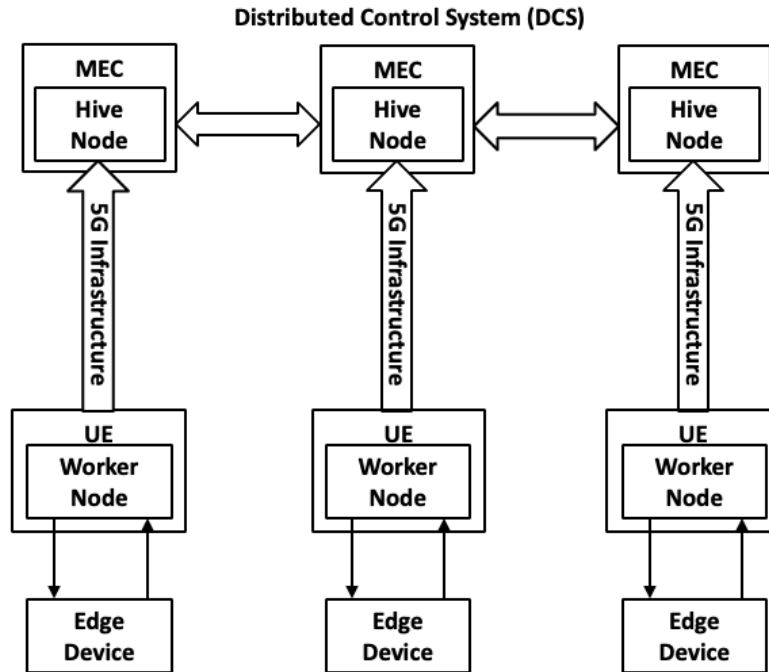 Distributed Control System (DCS)
MEC
Hive
Node
MEC
Hive
Node
MEC
Hive
Node
5G Infrastructure
5G Infrastructure
5G Infrastructure
UE
Worker
Node
UE
Worker
Node
UE
Worker
Node
Edge
Device
Edge
Device
Edge
Device